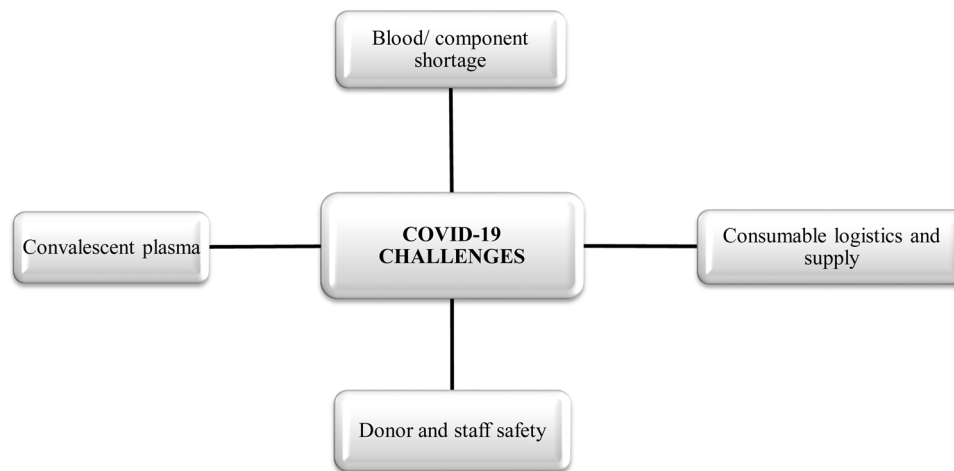 Blood/ component
shortage
Convalescent plasma
COVID-19
CHALLENGES
Consumable logistics and
supply
Donor and staff safety